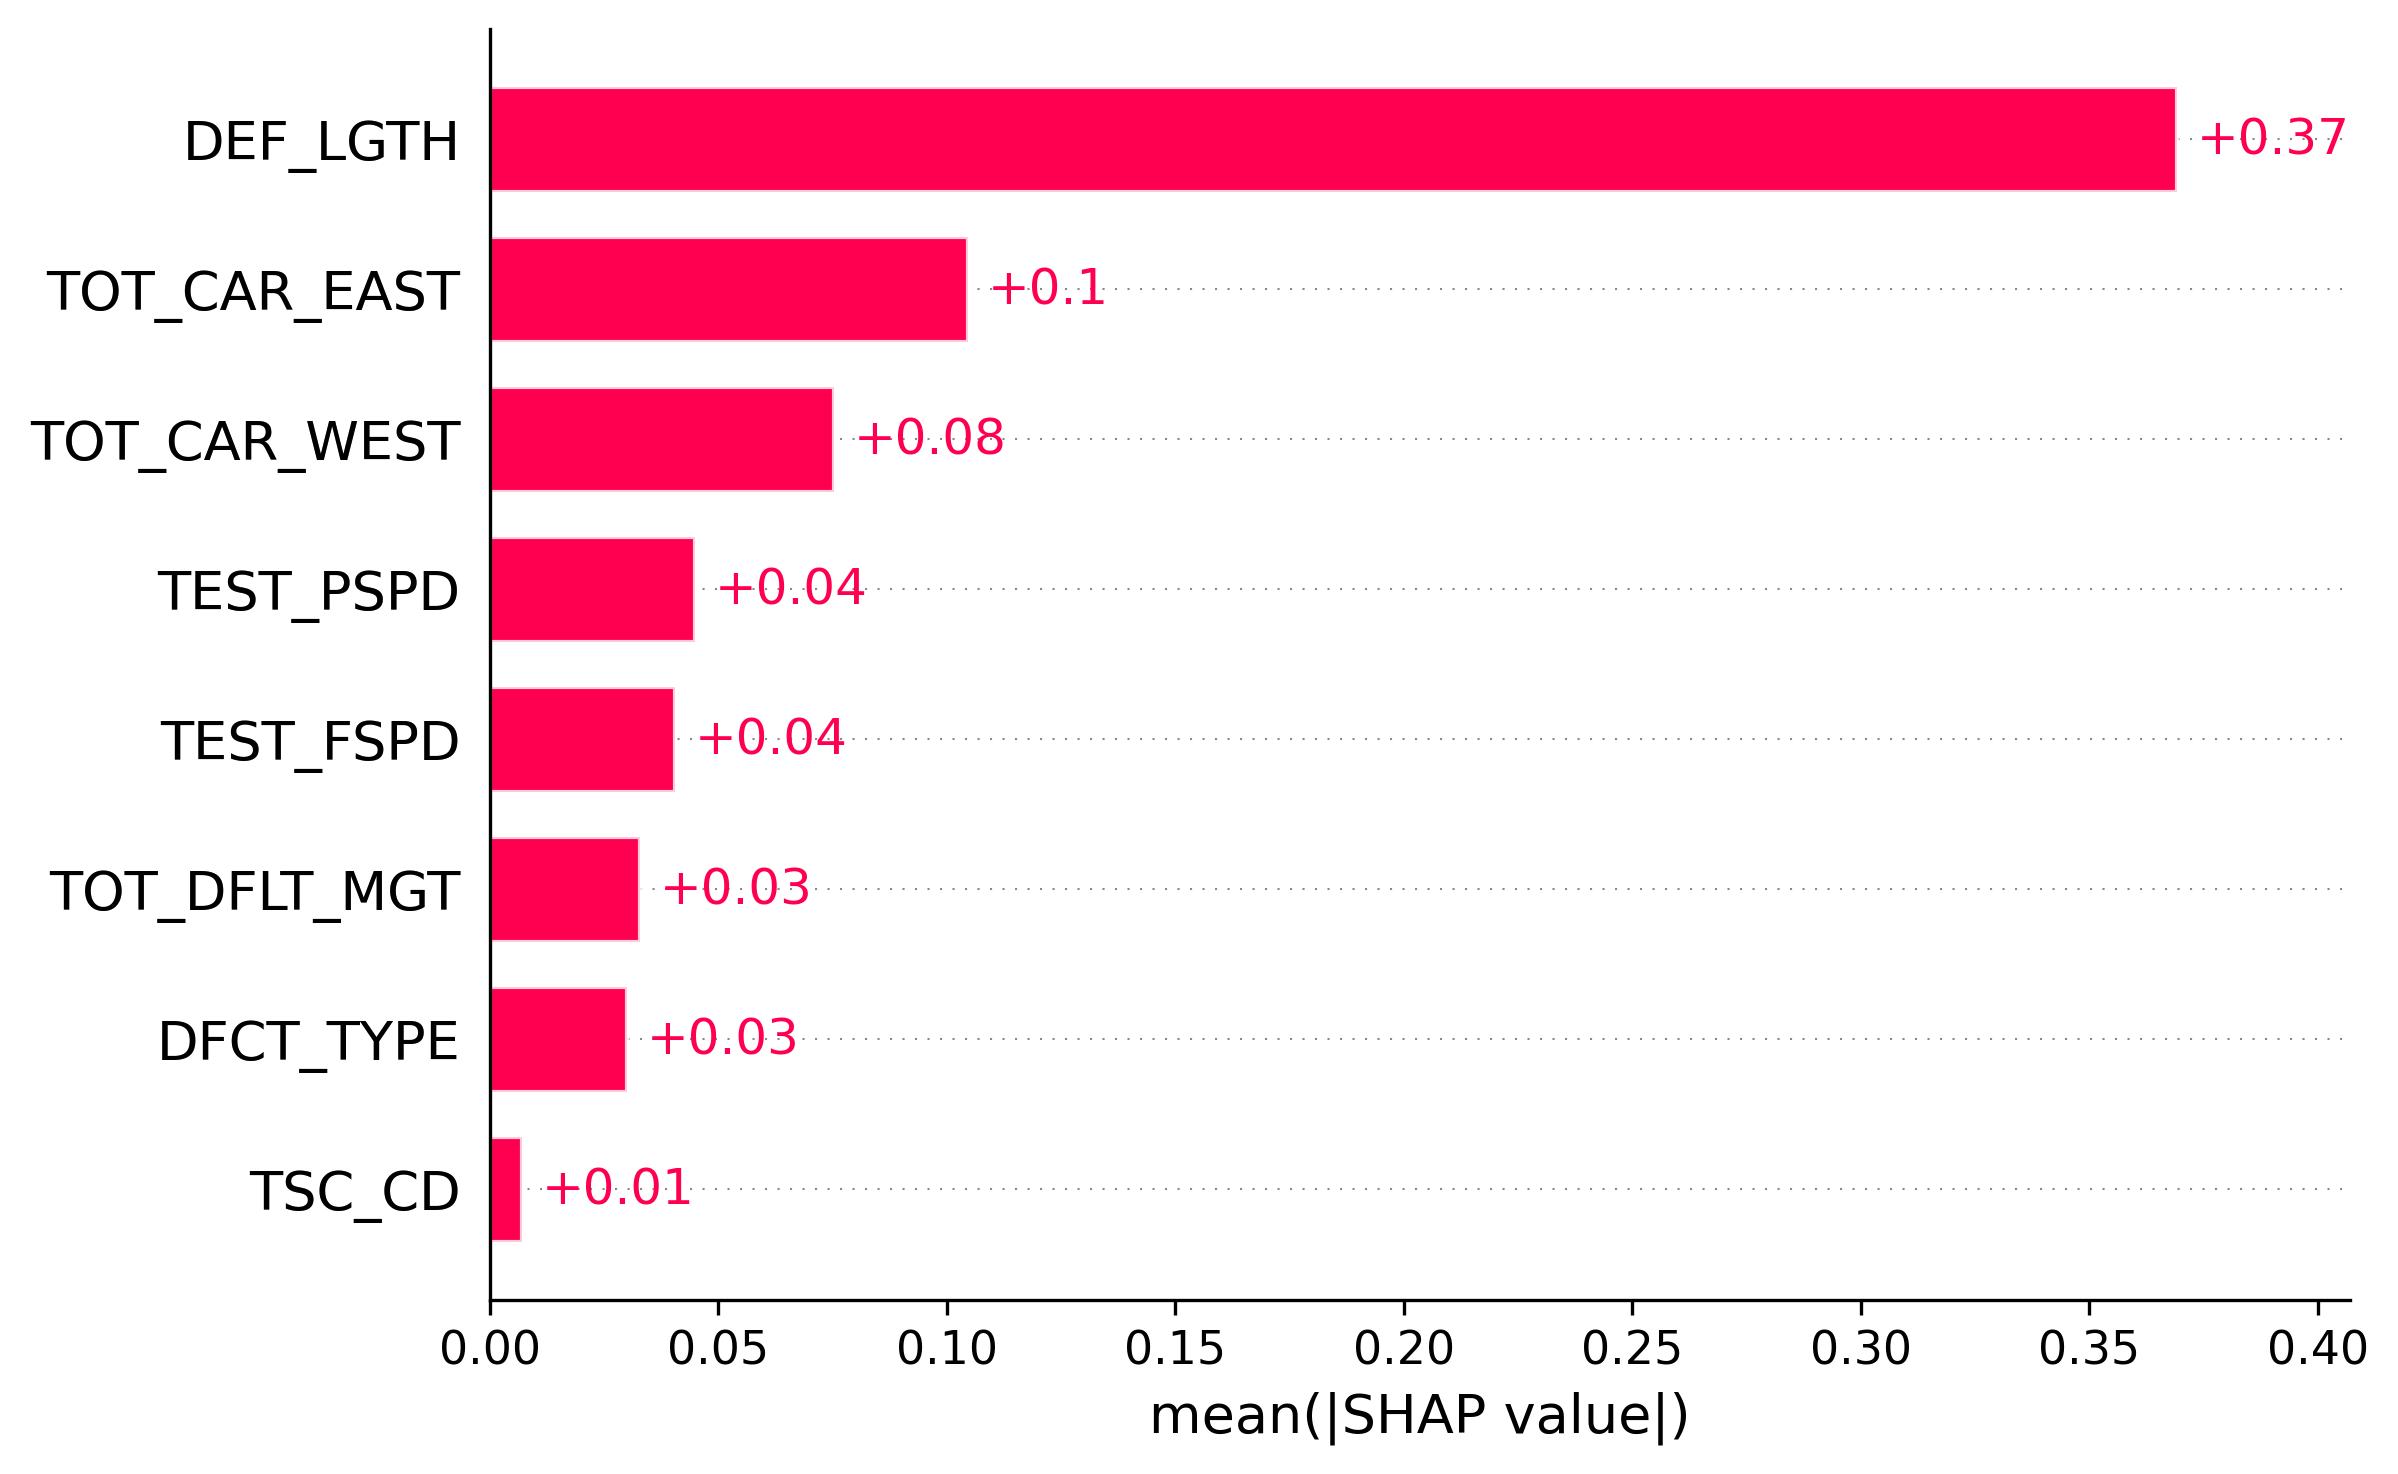 DEF_LGTH +0.37
TOT_CAR_EAST +0.1
TOT_CAR_WEST +0.08
TEST_PSPD +0.04
TEST_FSPD +0.04
TOT_DFLT_MGT +0.03
DFCT_TYPE +0.03
TSC_CD +0.01
0.00 0.05 0.10 0.15 0.20 0.25 0.30 0.35 0.40
mean(|SHAP value|)